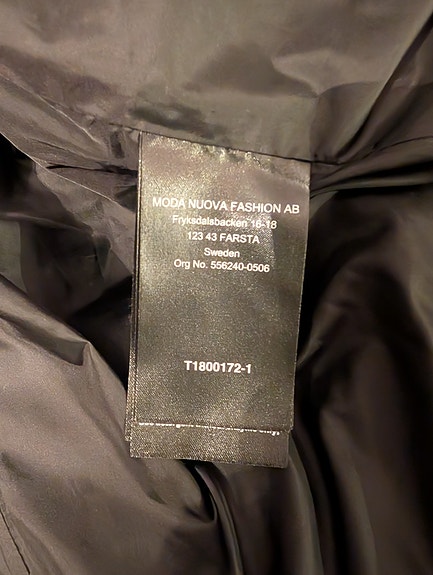 MODA NUOVA FASHION AB
Fryksdalsbacken 16-18
123 43 FARSTA
Sweden
Org No. 556240-0506
T1800172-1